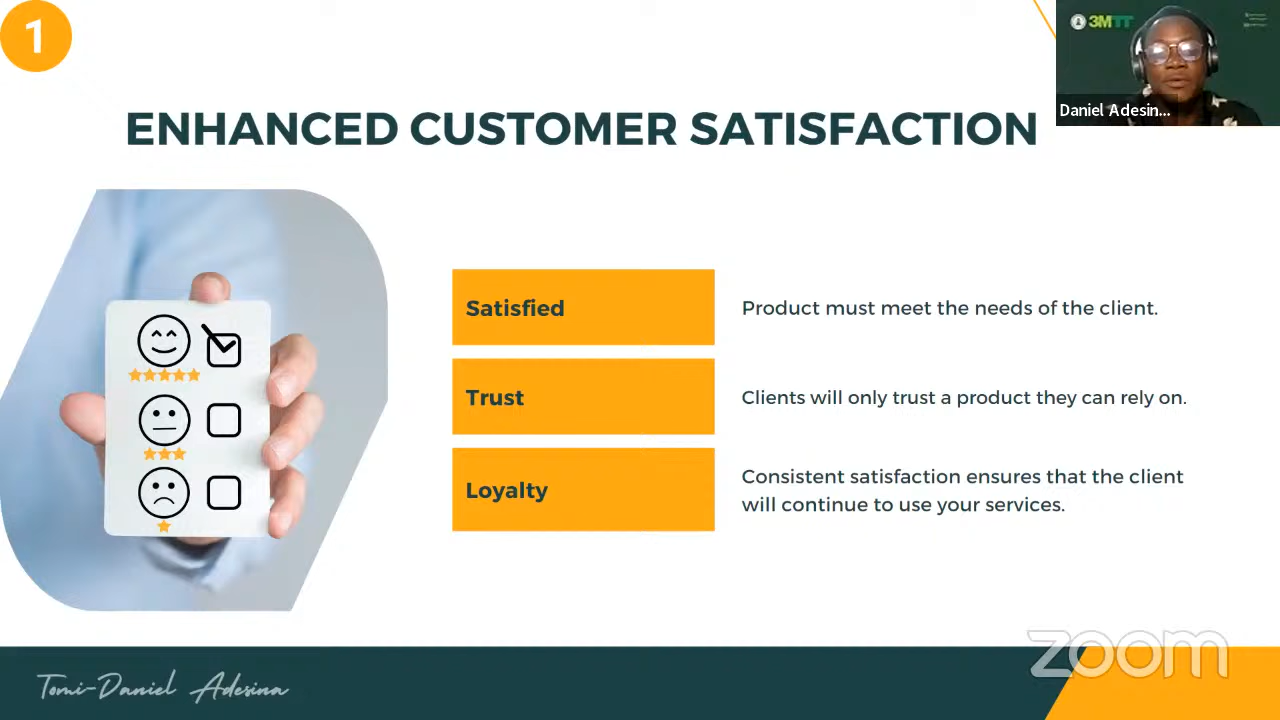 1
3MTT
Daniel Adesin...
ENHANCED CUSTOMER SATISFACTION
Satisfied
Product must meet the needs of the client.
Trust
Clients will only trust a product they can rely on.
Loyalty
Consistent satisfaction ensures that the client
will continue to use your services.
zoom
Tomi-Daniel Adesina